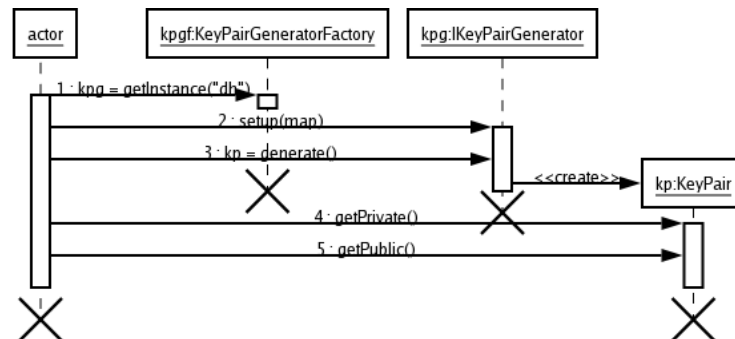 actor
kpgf:KeyPairGeneratorFactory
kpg:IKeyPairGenerator
1 : kpg = getInstance("dh")
2 : setup(map)
3 : kp = generate()
<<create>>
kp:KeyPair
4 : getPrivate()
5 : getPublic()